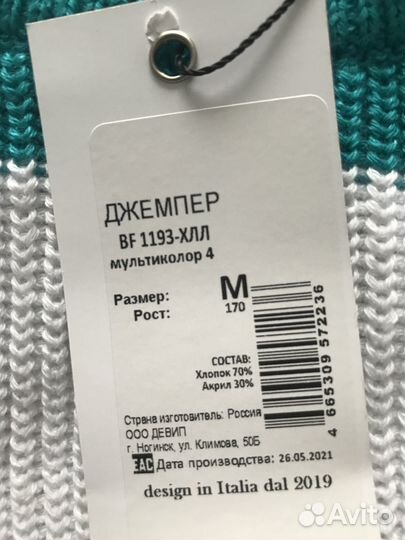 ДЖЕМПЕР
BF 1193-ХЛЛ
мультиколор 4
Размер: M
Рост: 170
СОСТАВ:
Хлопок 70%
Акрил 30%
4 665309 572236
Страна изготовитель: Россия
ООО ДЕВИП
г. Ногинск, ул. Климова, 50Б
EAC Дата производства: 26.05.2021
design in Italia dal 2019
Avito